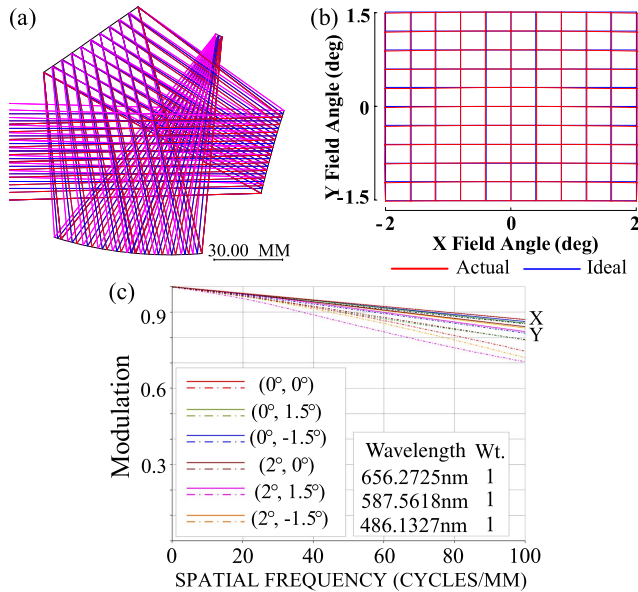 (a)
30.00 MM
(b)
Y Field Angle (deg)
1.5
0
-1.5
-2
0
2
X Field Angle (deg)
Actual
Ideal
(c)
Modulation
0.9
0.6
0.3
X
Y
(0°, 0°)
(0°, 1.5°)
(0°, -1.5°)
(2°, 0°)
(2°, 1.5°)
(2°, -1.5°)
Wavelength Wt.
656.2725nm 1
587.5618nm 1
486.1327nm 1
0 20 40 60 80 100
SPATIAL FREQUENCY (CYCLES/MM)